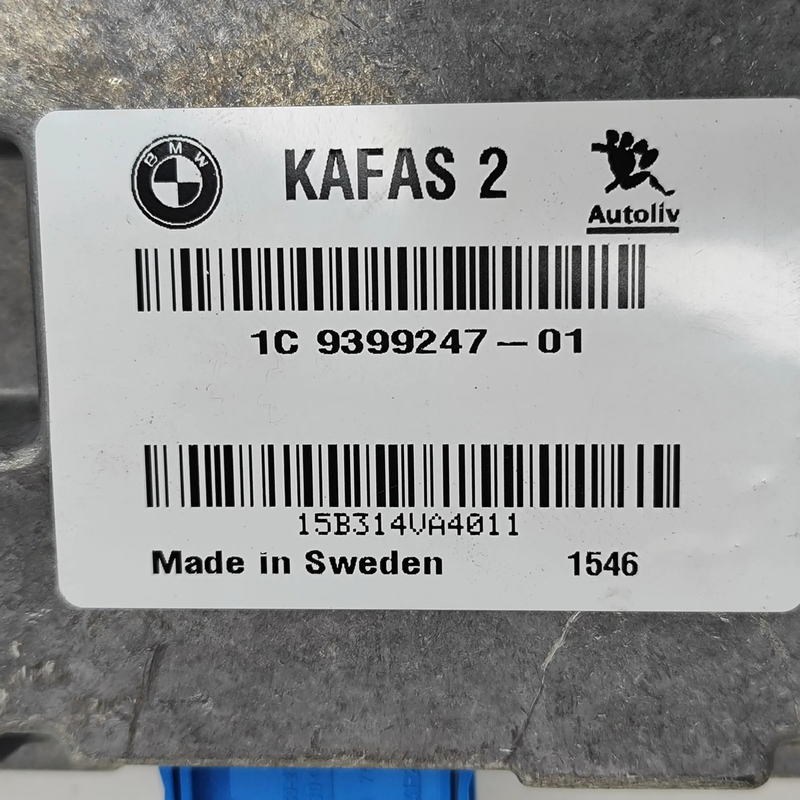 BMW
KAFAS 2
Autoliv
1C 9399247-01
15B314VA4011
Made in Sweden 1546